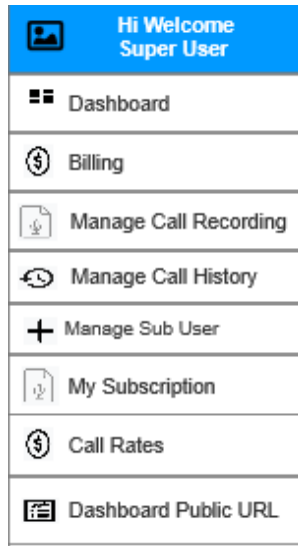 Hi Welcome
Super User
Dashboard
Billing
Manage Call Recording
Manage Call History
Manage Sub User
My Subscription
Call Rates
Dashboard Public URL